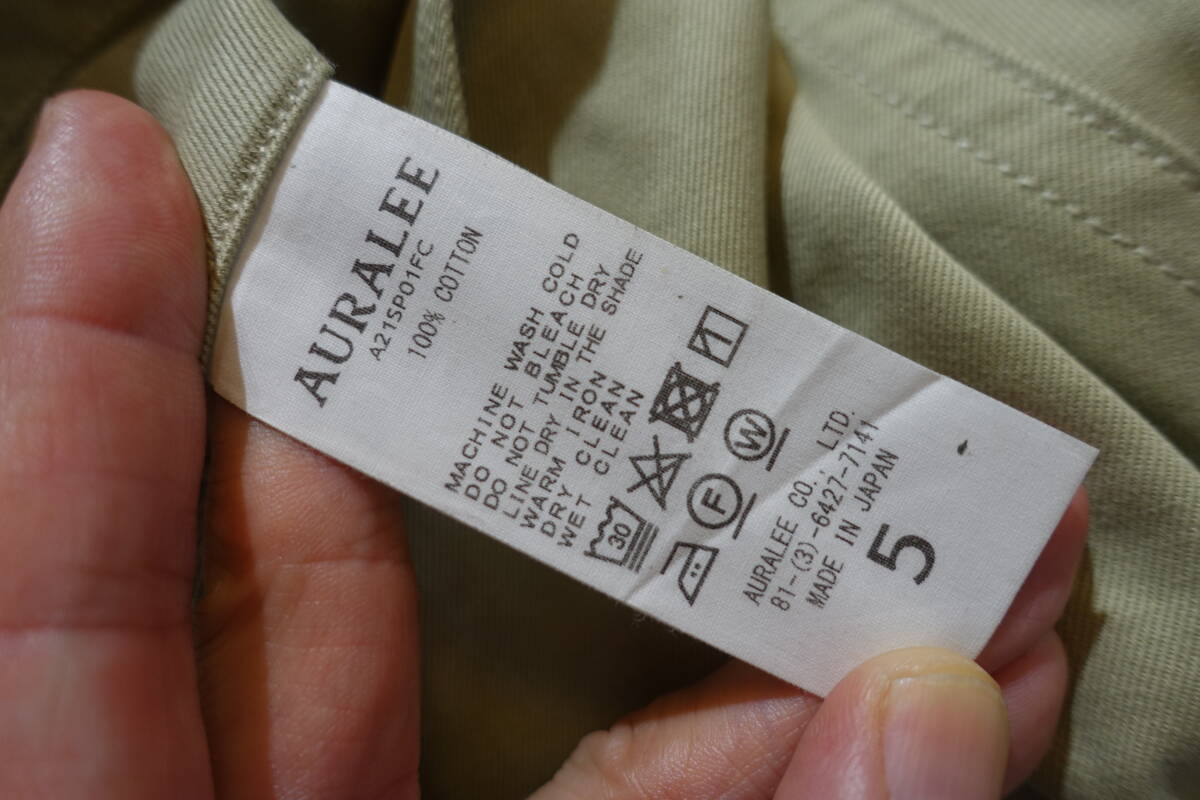 AURALEE
A21SP01FC
100% COTTON
MACHINE WASH COLD
DO NOT BLEACH
DO NOT TUMBLE DRY
LINE DRY IN THE SHADE
WARM IRON
DRY CLEAN
WET CLEAN
30
F
W
AURALEE CO., LTD.
81-(3)-6427-7141
MADE IN JAPAN
5